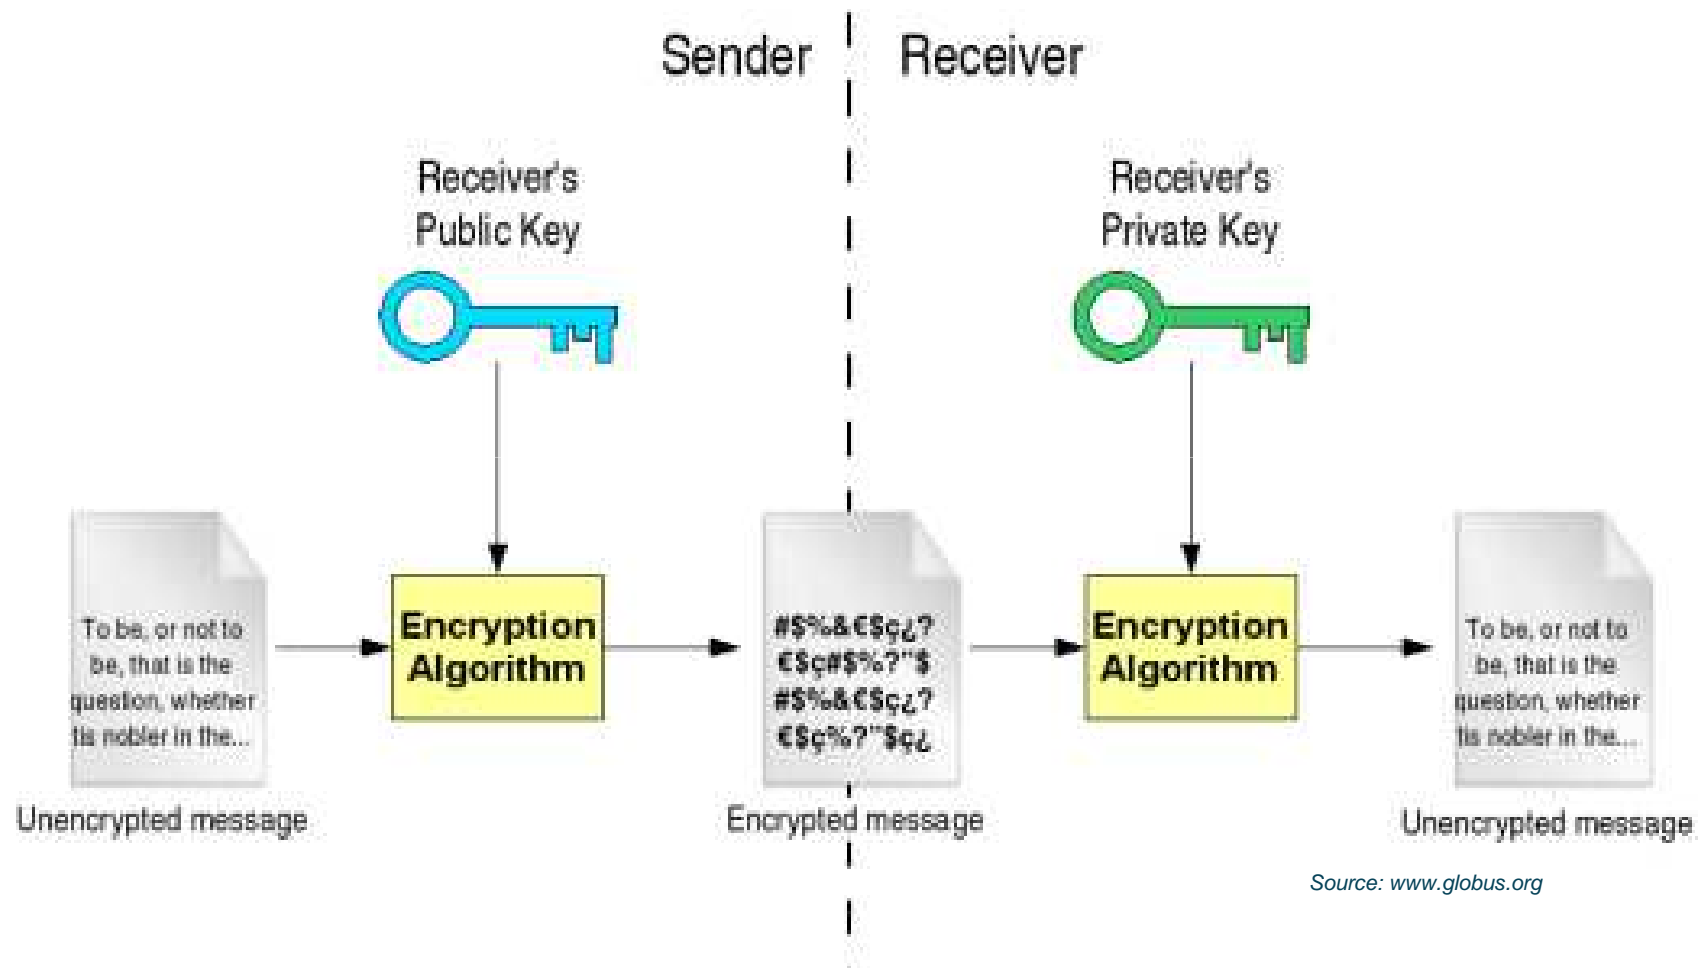 Sender
Receiver
Receiver's
Public Key
Receiver's
Private Key
To be, or not to
be, that is the
question, whether
tis nobler in the...
Unencrypted message
Encryption
Algorithm
#$%&€$ç¿?
€$ç#$%?"$
#$%&€$ç¿?
€$ç%?"$ç¿
Encrypted message
Encryption
Algorithm
To be, or not to
be, that is the
question, whether
tis nobler in the...
Unencrypted message
Source: www.globus.org